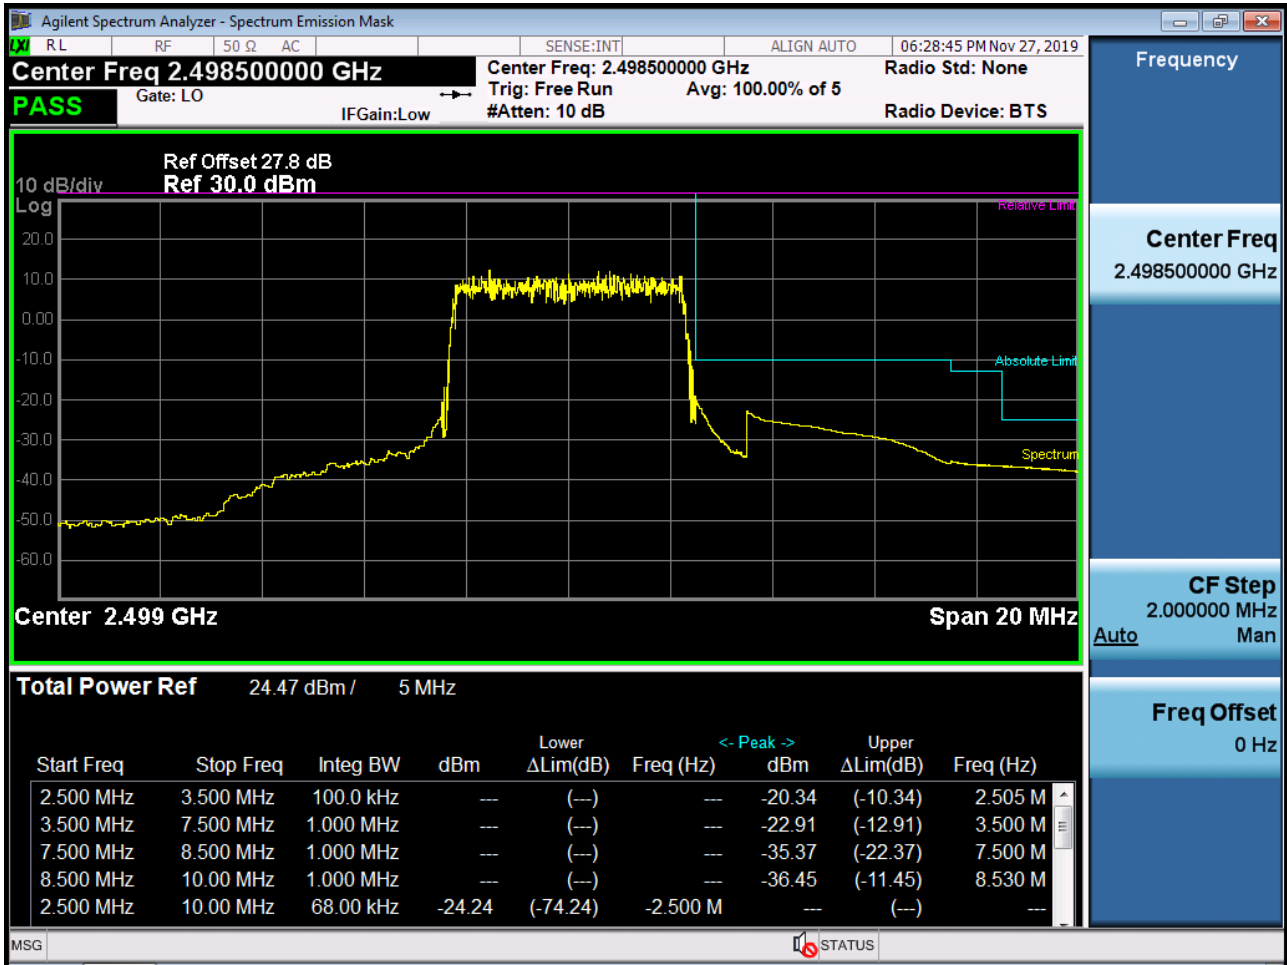 Agilent Spectrum Analyzer - Spectrum Emission Mask
LXI RL RF 50 Ω AC SENSE:INT ALIGN AUTO 06:28:45 PM Nov 27, 2019
Center Freq 2.498500000 GHz
PASS
Gate: LO
IFGain:Low
Center Freq: 2.498500000 GHz
Trig: Free Run Avg: 100.00% of 5
#Atten: 10 dB
Radio Std: None
Radio Device: BTS
Ref Offset 27.8 dB
10 dB/div Ref 30.0 dBm
Log
Relative Limit
20.0
10.0
0.00
-10.0
Absolute Limit
-20.0
-30.0
Spectrum
-40.0
-50.0
-60.0
Center 2.499 GHz Span 20 MHz
Total Power Ref 24.47 dBm / 5 MHz
Lower <- Peak -> Upper
Start Freq Stop Freq Integ BW dBm ΔLim(dB) Freq (Hz) dBm ΔLim(dB) Freq (Hz)
2.500 MHz 3.500 MHz 100.0 kHz --- (---) --- -20.34 (-10.34) 2.505 M
3.500 MHz 7.500 MHz 1.000 MHz --- (---) --- -22.91 (-12.91) 3.500 M
7.500 MHz 8.500 MHz 1.000 MHz --- (---) --- -35.37 (-22.37) 7.500 M
8.500 MHz 10.00 MHz 1.000 MHz --- (---) --- -36.45 (-11.45) 8.530 M
2.500 MHz 10.00 MHz 68.00 kHz -24.24 (-74.24) -2.500 M --- (---) ---
MSG STATUS
Frequency
Center Freq
2.498500000 GHz
CF Step
2.000000 MHz
Auto Man
Freq Offset
0 Hz